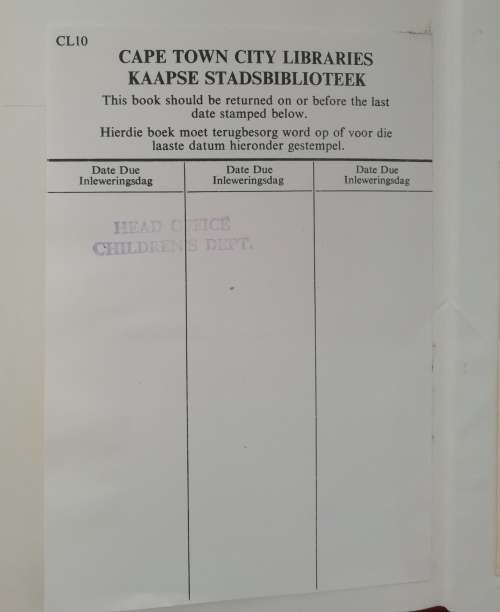 CL10
CAPE TOWN CITY LIBRARIES
KAAPSE STADSBIBLIOTEEK
This book should be returned on or before the last
date stamped below.
Hierdie boek moet terugbesorg word op of voor die
laaste datum hieronder gestempel.
Date Due Date Due Date Due
Inleweringsdag Inleweringsdag Inleweringsdag
HEAD OFFICE
CHILDREN'S DEPT.